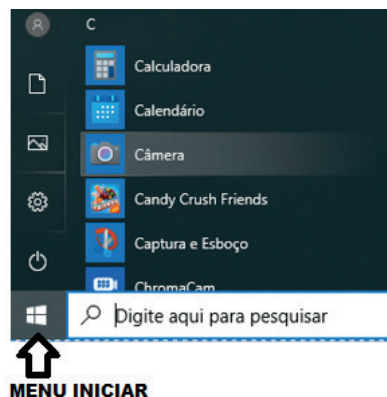 C
Calculadora
Calendário
Câmera
Candy Crush Friends
Captura e Esboço
ChromaCam
Digite aqui para pesquisar
MENU INICIAR